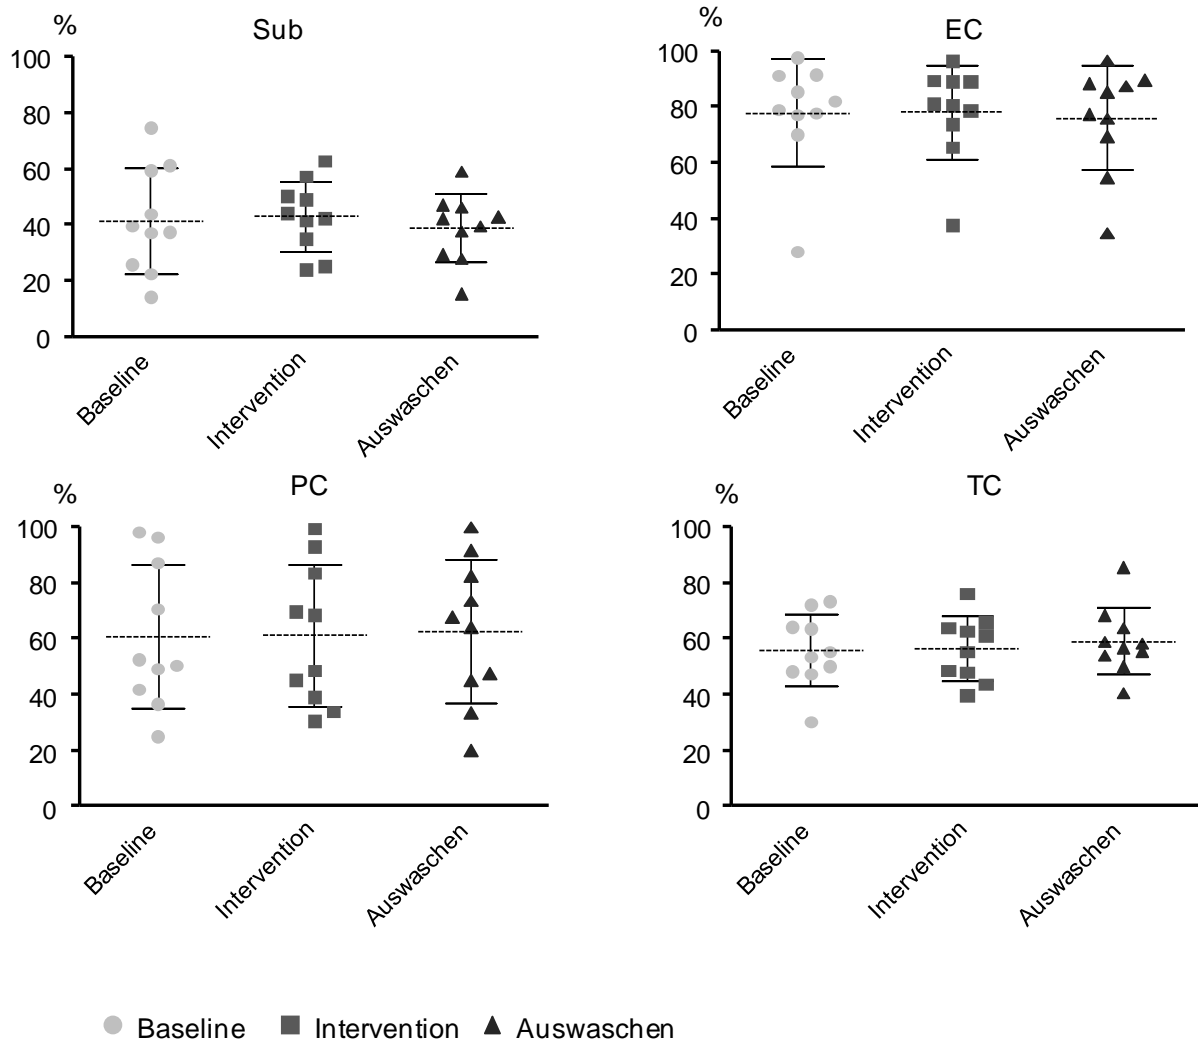 %
Sub
100
80
60
40
20
0
Baseline
Intervention
Auswaschen
%
EC
100
80
60
40
20
0
Baseline
Intervention
Auswaschen
%
PC
100
80
60
40
20
0
Baseline
Intervention
Auswaschen
%
TC
100
80
60
40
20
0
Baseline
Intervention
Auswaschen
Baseline Intervention Auswaschen